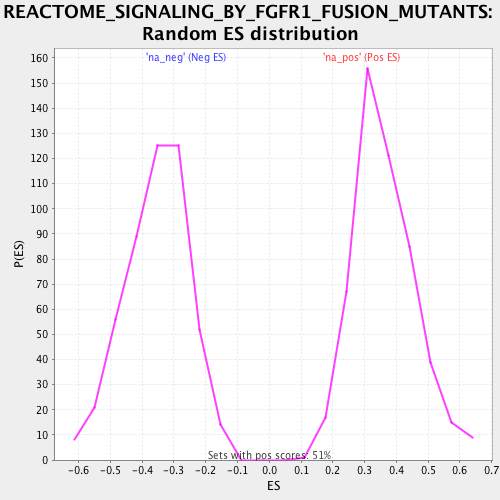 REACTOME_SIGNALING_BY_FGFR1_FUSION_MUTANTS:
Random ES distribution
'na_neg' (Neg ES) 'na_pos' (Pos ES)
160
150
140
130
120
110
100
90
80
70
60
50
40
30
20
10
0
P(ES)
Sets with pos scores: 51%
-0.6 -0.5 -0.4 -0.3 -0.2 -0.1 0.0 0.1 0.2 0.3 0.4 0.5 0.6 0.7
ES